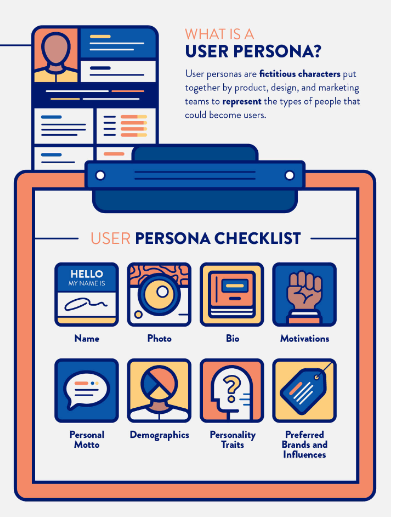 WHAT IS A
USER PERSONA?
User personas are fictitious characters put
together by product, design, and marketing
teams to represent the types of people that
could become users.
USER PERSONA CHECKLIST
HELLO
MY NAME IS
Name
Photo
Bio
Motivations
Personal
Motto
Demographics
Personality
Traits
Preferred
Brands and
Influences